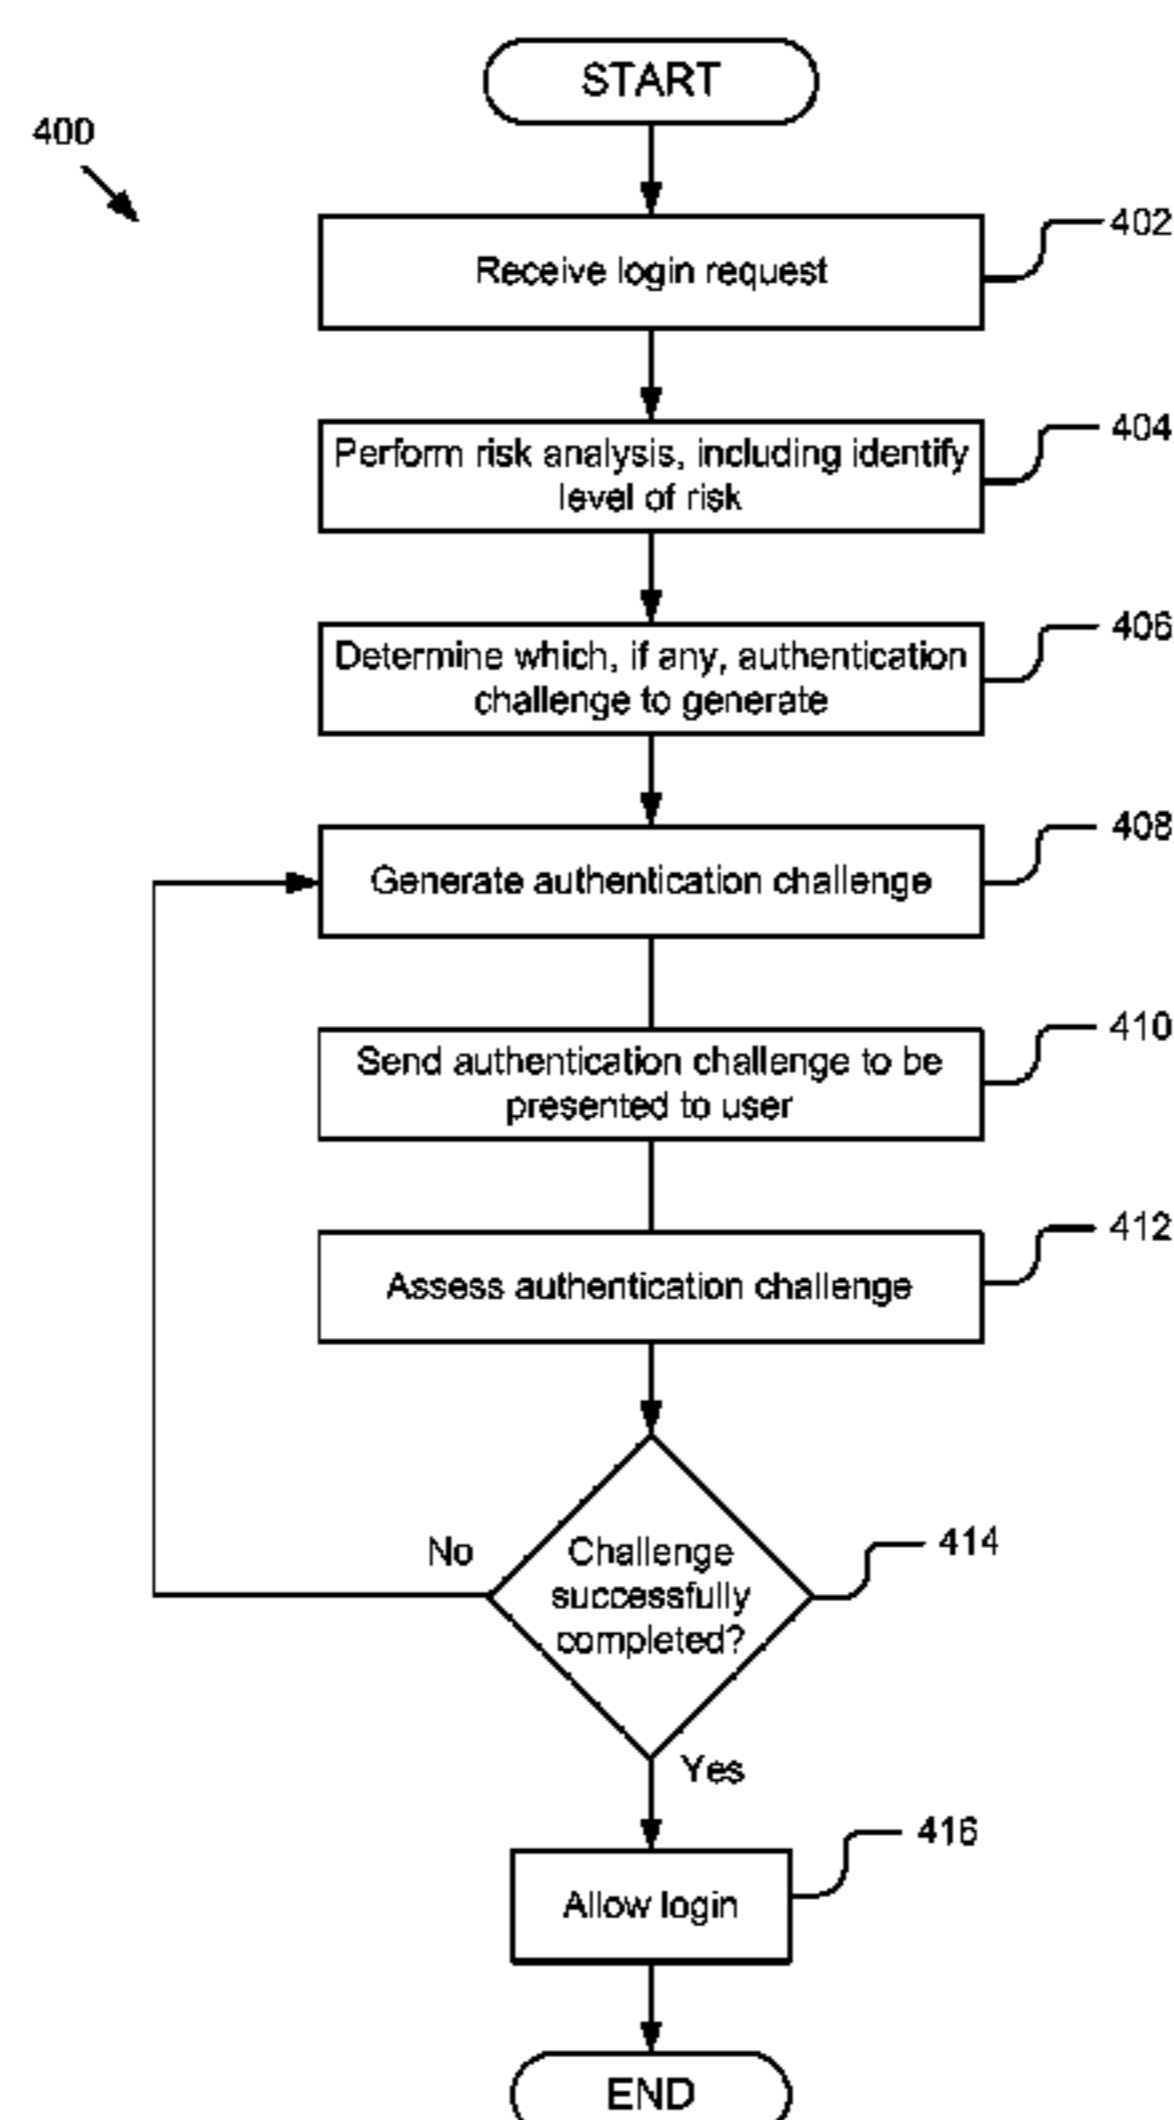 START
400
402
Receive login request
404
Perform risk analysis, including identify
level of risk
406
Determine which, if any, authentication
challenge to generate
408
Generate authentication challenge
410
Send authentication challenge to be
presented to user
412
Assess authentication challenge
414
No
Challenge
successfully
completed?
Yes
416
Allow login
END